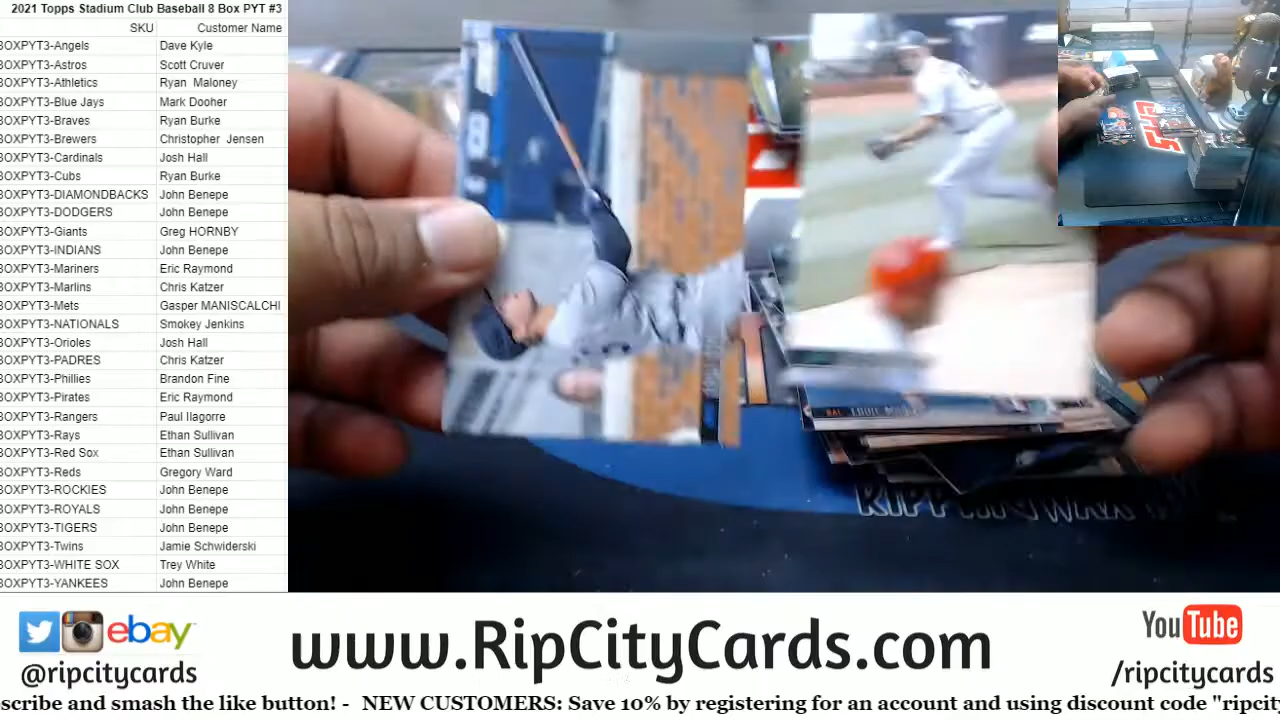 2021 Topps Stadium Club Baseball 8 Box PYT #3
SKU Customer Name
BOXPYT3-Angels Dave Kyle
BOXPYT3-Astros Scott Cruver
BOXPYT3-Athletics Ryan Maloney
BOXPYT3-Blue Jays Mark Dooher
BOXPYT3-Braves Ryan Burke
BOXPYT3-Brewers Christopher Jensen
BOXPYT3-Cardinals Josh Hall
BOXPYT3-Cubs Ryan Burke
BOXPYT3-DIAMONDBACKS John Benepe
BOXPYT3-DODGERS John Benepe
BOXPYT3-Giants Greg HORNBY
BOXPYT3-INDIANS John Benepe
BOXPYT3-Mariners Eric Raymond
BOXPYT3-Marlins Chris Katzer
BOXPYT3-Mets Gasper MANISCALCHI
BOXPYT3-NATIONALS Smokey Jenkins
BOXPYT3-Orioles Josh Hall
BOXPYT3-PADRES Chris Katzer
BOXPYT3-Phillies Brandon Fine
BOXPYT3-Pirates Eric Raymond
BOXPYT3-Rangers Paul Ilagorre
BOXPYT3-Rays Ethan Sullivan
BOXPYT3-Red Sox Ethan Sullivan
BOXPYT3-Reds Gregory Ward
BOXPYT3-ROCKIES John Benepe
BOXPYT3-ROYALS John Benepe
BOXPYT3-TIGERS John Benepe
BOXPYT3-Twins Jamie Schwiderski
BOXPYT3-WHITE SOX Trey White
BOXPYT3-YANKEES John Benepe
ebay
@ripcitycards
www.RipCityCards.com
YouTube
/ripcitycards
scribe and smash the like button! - NEW CUSTOMERS: Save 10% by registering for an account and using discount code "ripcity